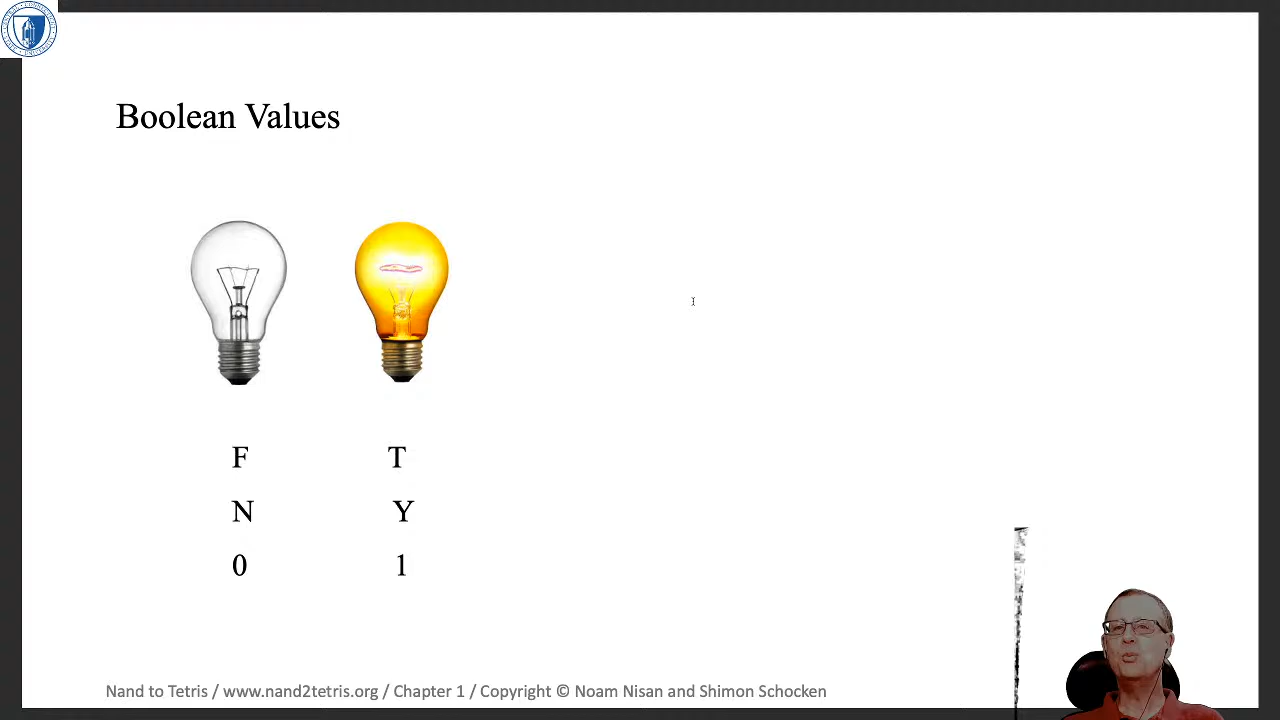 Boolean Values
F T
N Y
0 1
Nand to Tetris / www.nand2tetris.org / Chapter 1 / Copyright © Noam Nisan and Shimon Schocken